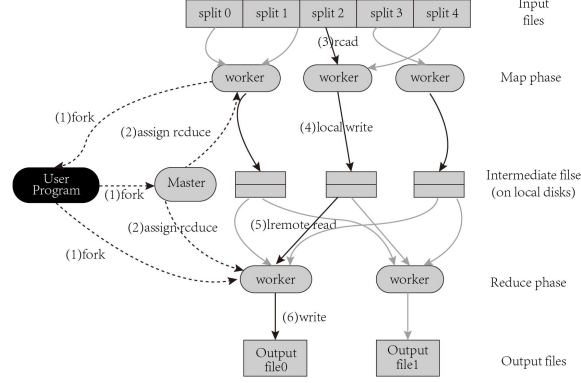 Input
files
split 0 split 1 split 2 split 3 split 4
(3)rcad
worker worker worker Map phase
(1)fork
(2)assign rcduce
(4)local write
User
Program
Master
(1)fork
Intermediate filse
(on local disks)
(2)assign rcduce
(5)lremote read
(1)fork
worker worker Reduce phase
(6)write
Output
file0
Output
file1
Output files